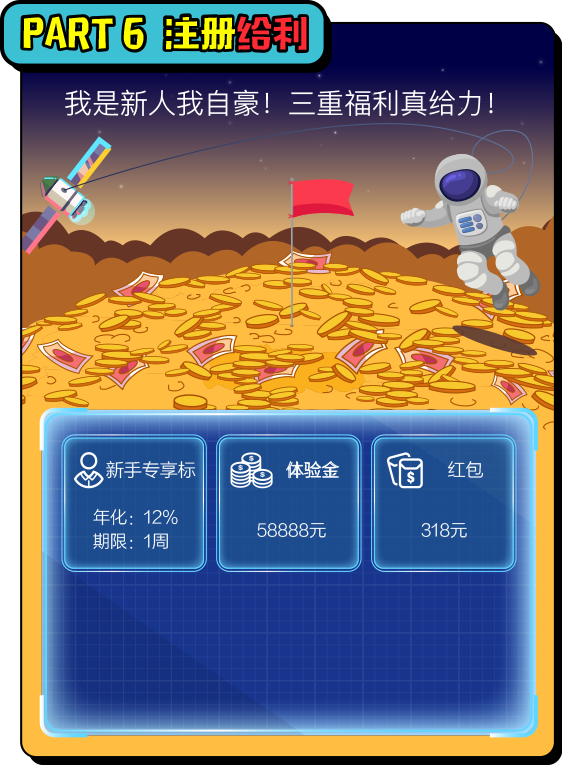 PART 6 注册给利
我是新人我自豪！三重福利真给力！
新手专享标
年化：12%
期限：1周
体验金
58888元
红包
318元